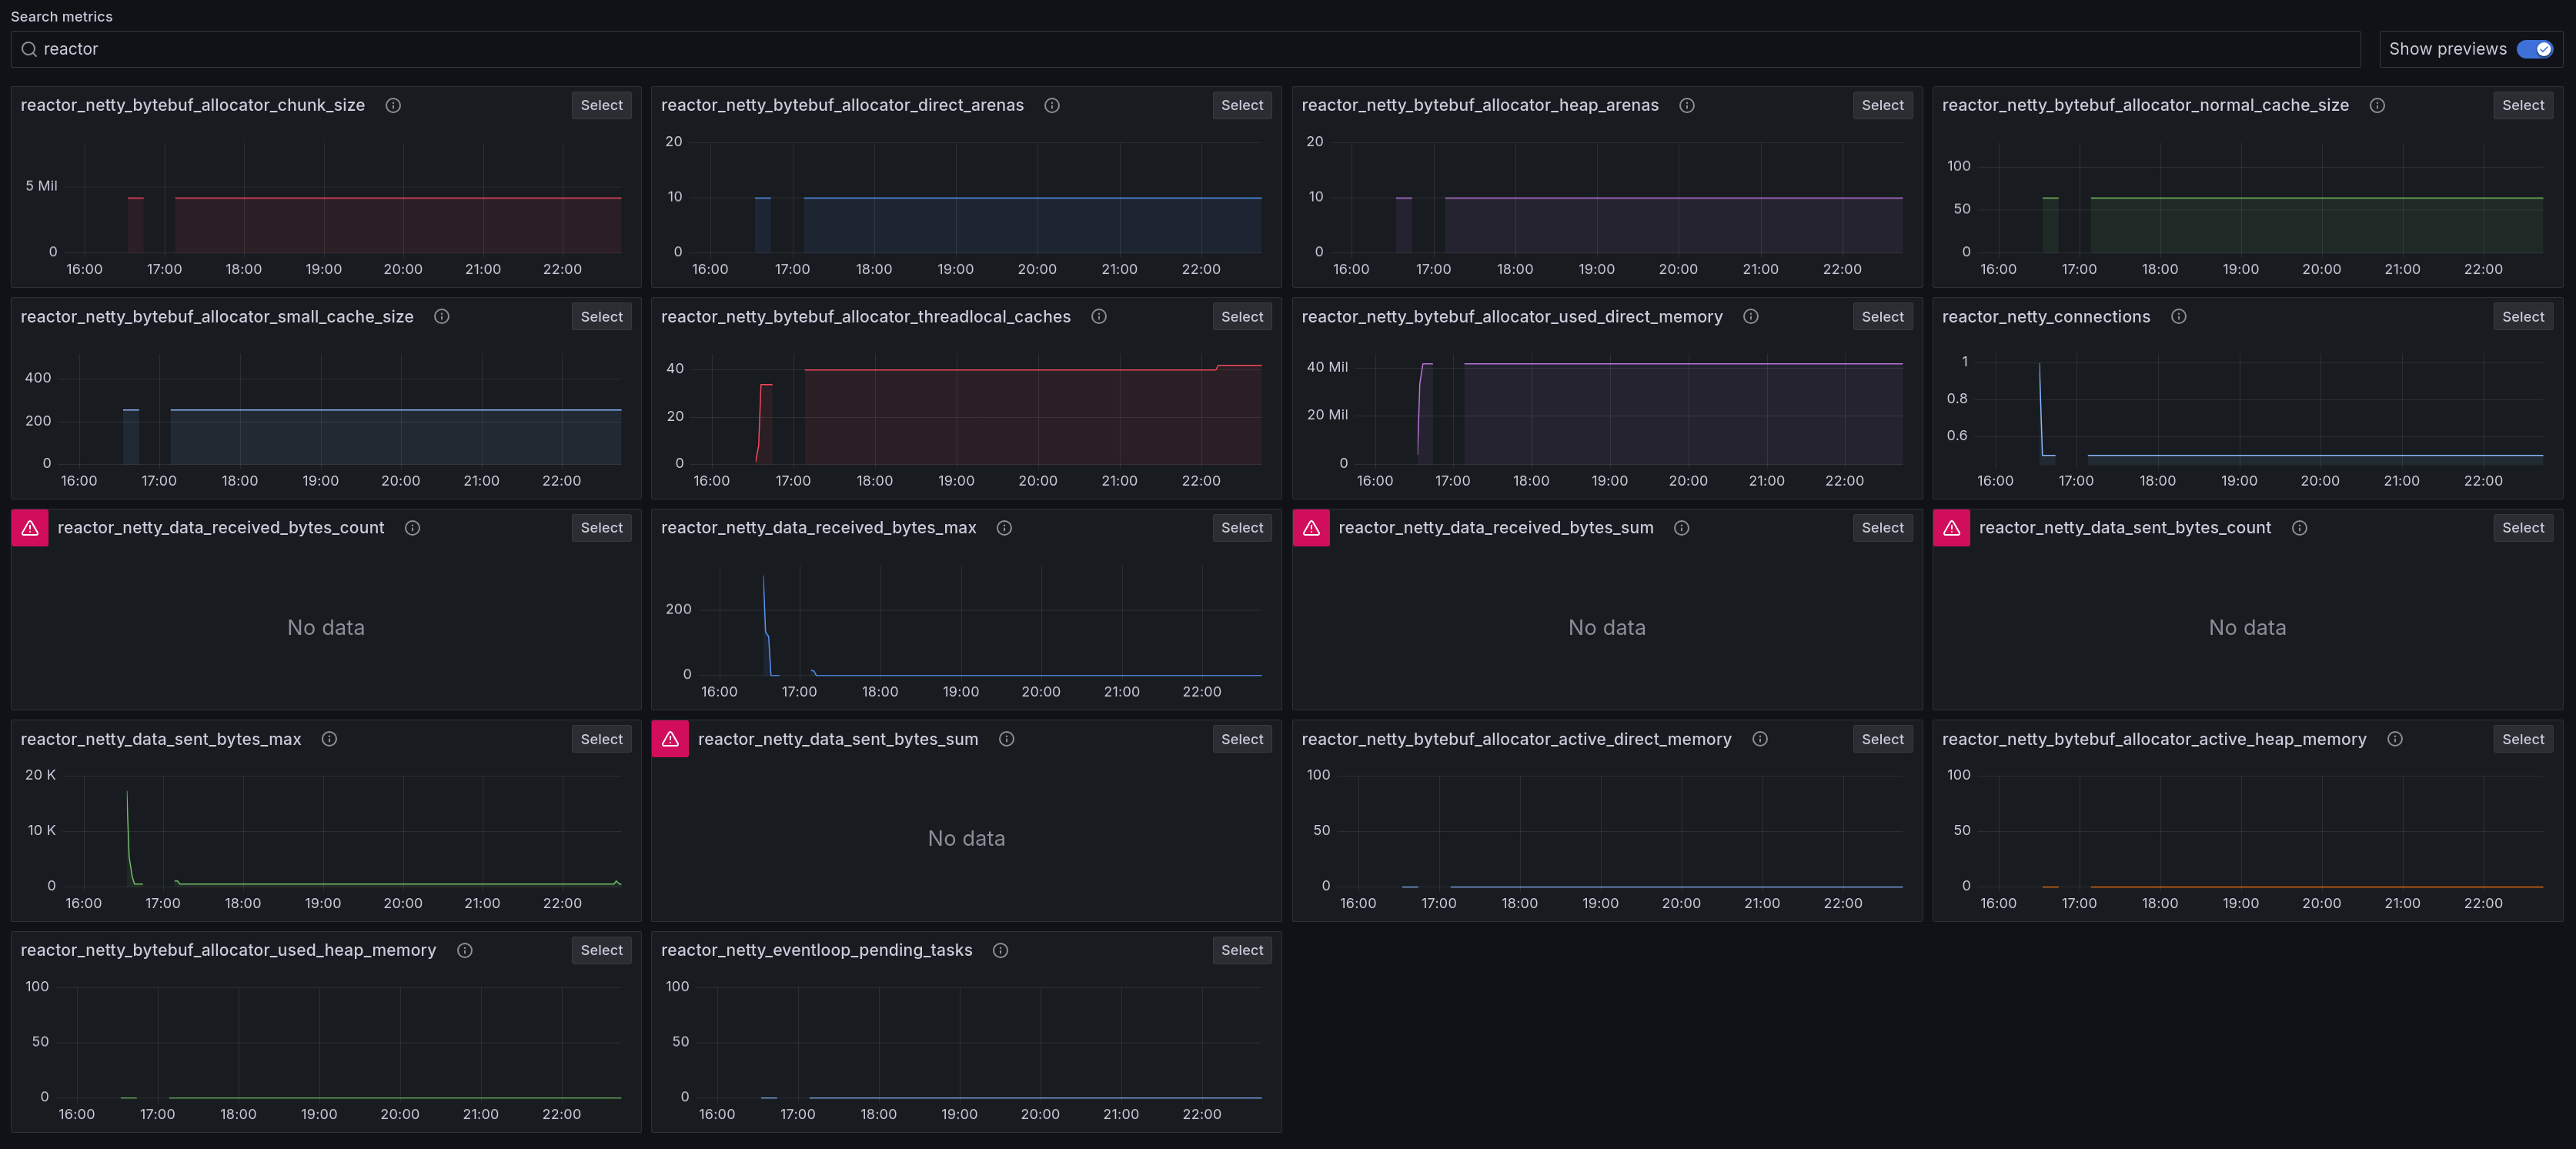 Search metrics
reactor
Show previews
reactor_netty_bytebuf_allocator_chunk_size Select
5 Mil
0
16:00 17:00 18:00 19:00 20:00 21:00 22:00
reactor_netty_bytebuf_allocator_direct_arenas Select
20
10
0
16:00 17:00 18:00 19:00 20:00 21:00 22:00
reactor_netty_bytebuf_allocator_heap_arenas Select
20
10
0
16:00 17:00 18:00 19:00 20:00 21:00 22:00
reactor_netty_bytebuf_allocator_normal_cache_size Select
100
50
0
16:00 17:00 18:00 19:00 20:00 21:00 22:00
reactor_netty_bytebuf_allocator_small_cache_size Select
400
200
0
16:00 17:00 18:00 19:00 20:00 21:00 22:00
reactor_netty_bytebuf_allocator_threadlocal_caches Select
40
20
0
16:00 17:00 18:00 19:00 20:00 21:00 22:00
reactor_netty_bytebuf_allocator_used_direct_memory Select
40 Mil
20 Mil
0
16:00 17:00 18:00 19:00 20:00 21:00 22:00
reactor_netty_connections Select
1
0.8
0.6
16:00 17:00 18:00 19:00 20:00 21:00 22:00
reactor_netty_data_received_bytes_count Select
No data
reactor_netty_data_received_bytes_max Select
200
0
16:00 17:00 18:00 19:00 20:00 21:00 22:00
reactor_netty_data_received_bytes_sum Select
No data
reactor_netty_data_sent_bytes_count Select
No data
reactor_netty_data_sent_bytes_max Select
20 K
10 K
0
16:00 17:00 18:00 19:00 20:00 21:00 22:00
reactor_netty_data_sent_bytes_sum Select
No data
reactor_netty_bytebuf_allocator_active_direct_memory Select
100
50
0
16:00 17:00 18:00 19:00 20:00 21:00 22:00
reactor_netty_bytebuf_allocator_active_heap_memory Select
100
50
0
16:00 17:00 18:00 19:00 20:00 21:00 22:00
reactor_netty_bytebuf_allocator_used_heap_memory Select
100
50
0
16:00 17:00 18:00 19:00 20:00 21:00 22:00
reactor_netty_eventloop_pending_tasks Select
100
50
0
16:00 17:00 18:00 19:00 20:00 21:00 22:00